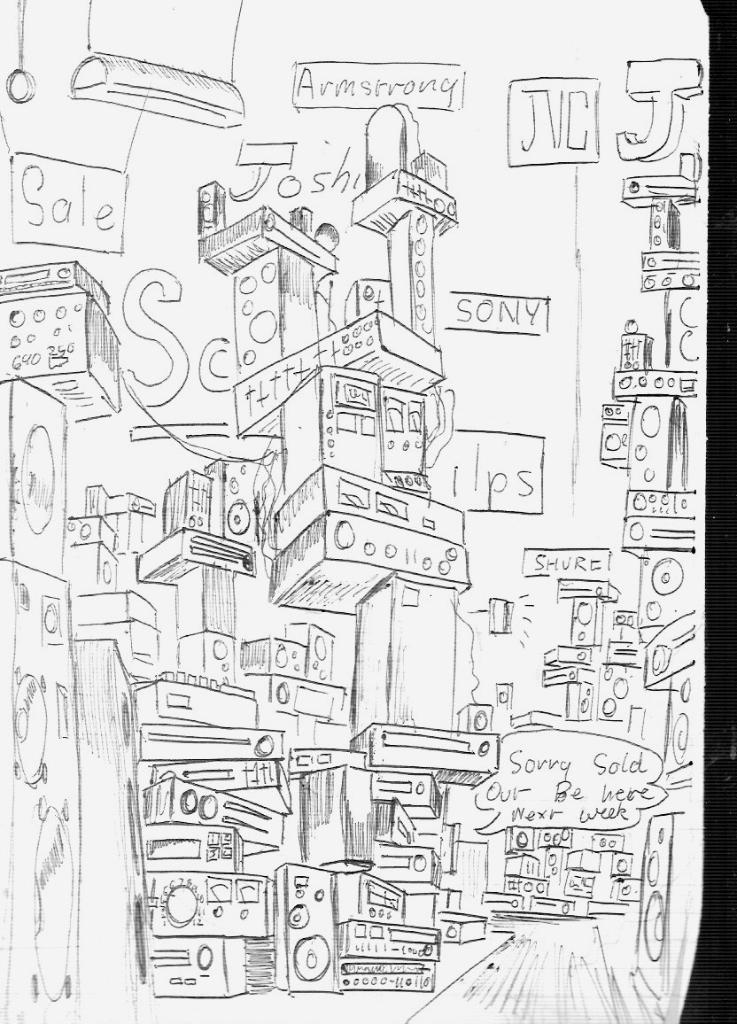 Armstrong
JVC
J
Sale
Joshi
Sc
SONY
ilps
SHURE
Sorry Sold
Out Be here
Next week